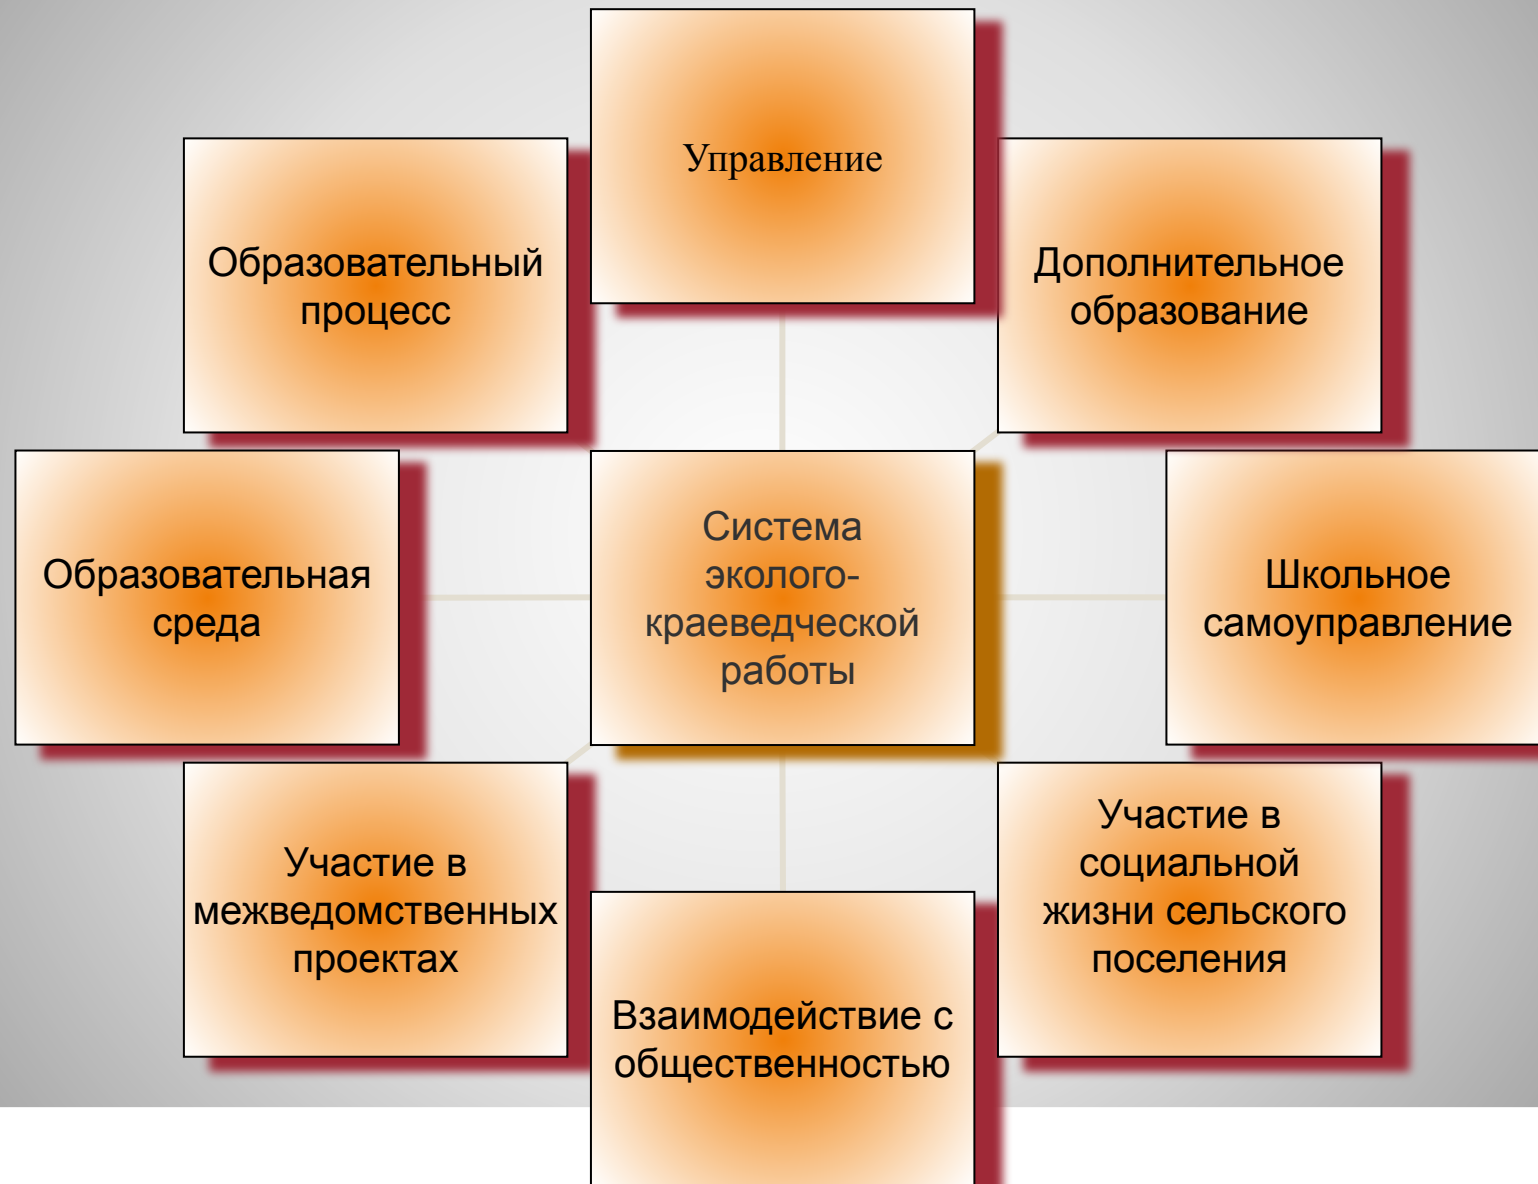 Управление
Образовательный
процесс
Дополнительное
образование
Образовательная
среда
Система
эколого-
краеведческой
работы
Школьное
самоуправление
Участие в
межведомственных
проектах
Участие в
социальной
жизни сельского
поселения
Взаимодействие с
общественностью